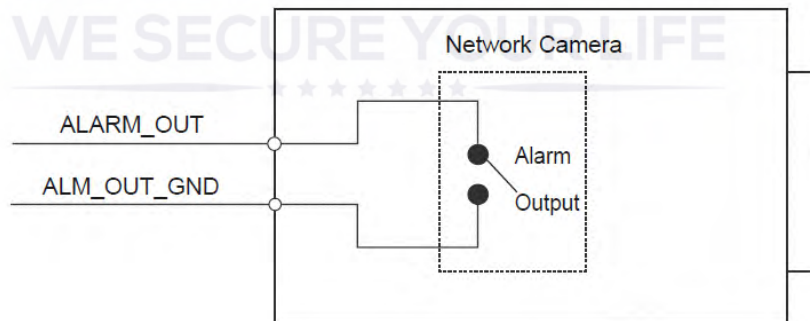 WE SECURE YOUR LIFE
Network Camera
ALARM_OUT
Alarm
ALM_OUT_GND
Output